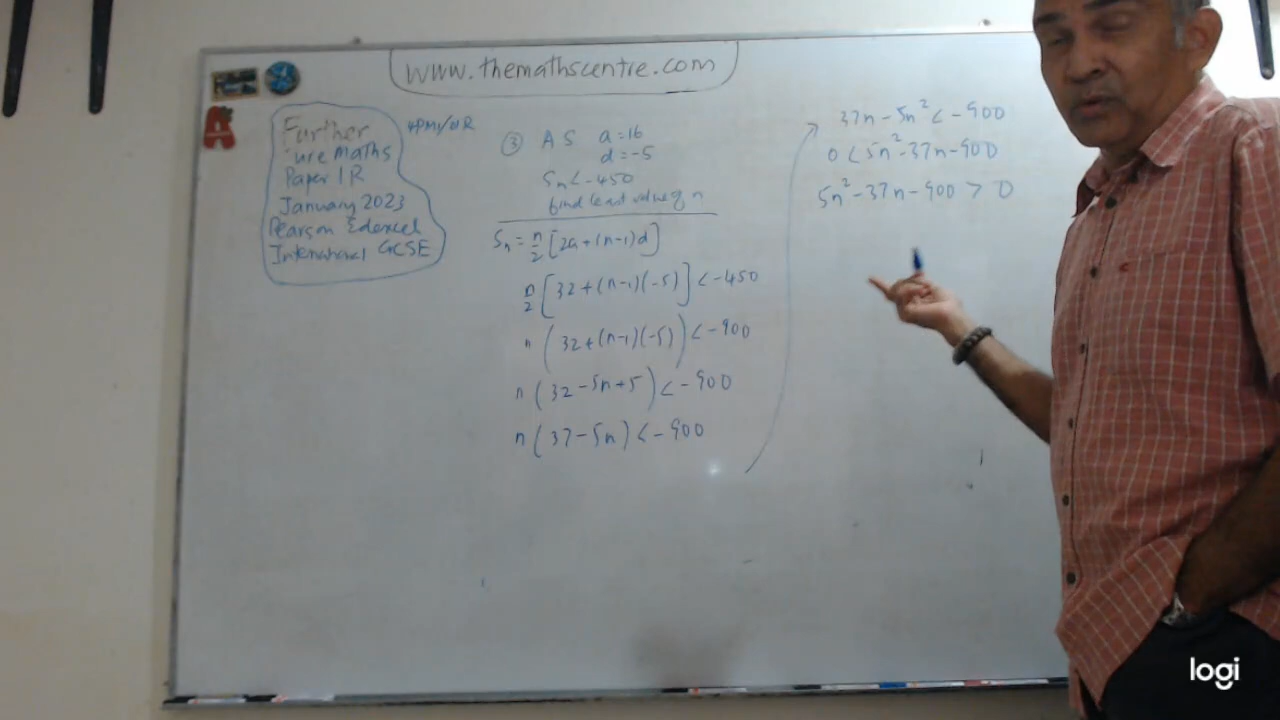 www.themathscentre.com
Further
ure Maths
Paper 1R
January 2023
Pearson Edexcel
International GCSE
4PM1/01R
③ A S a=16
d=-5
Sn<-450
find least value of n
Sn = n/2 [2a+(n-1)d]
n/2 [32+(n-1)(-5)] <-450
n (32+(n-1)(-5)) <-900
n (32-5n+5) <-900
n (37-5n) <-900
37n-5n²<-900
0<5n²-37n-900
5n²-37n-900 > 0
logi